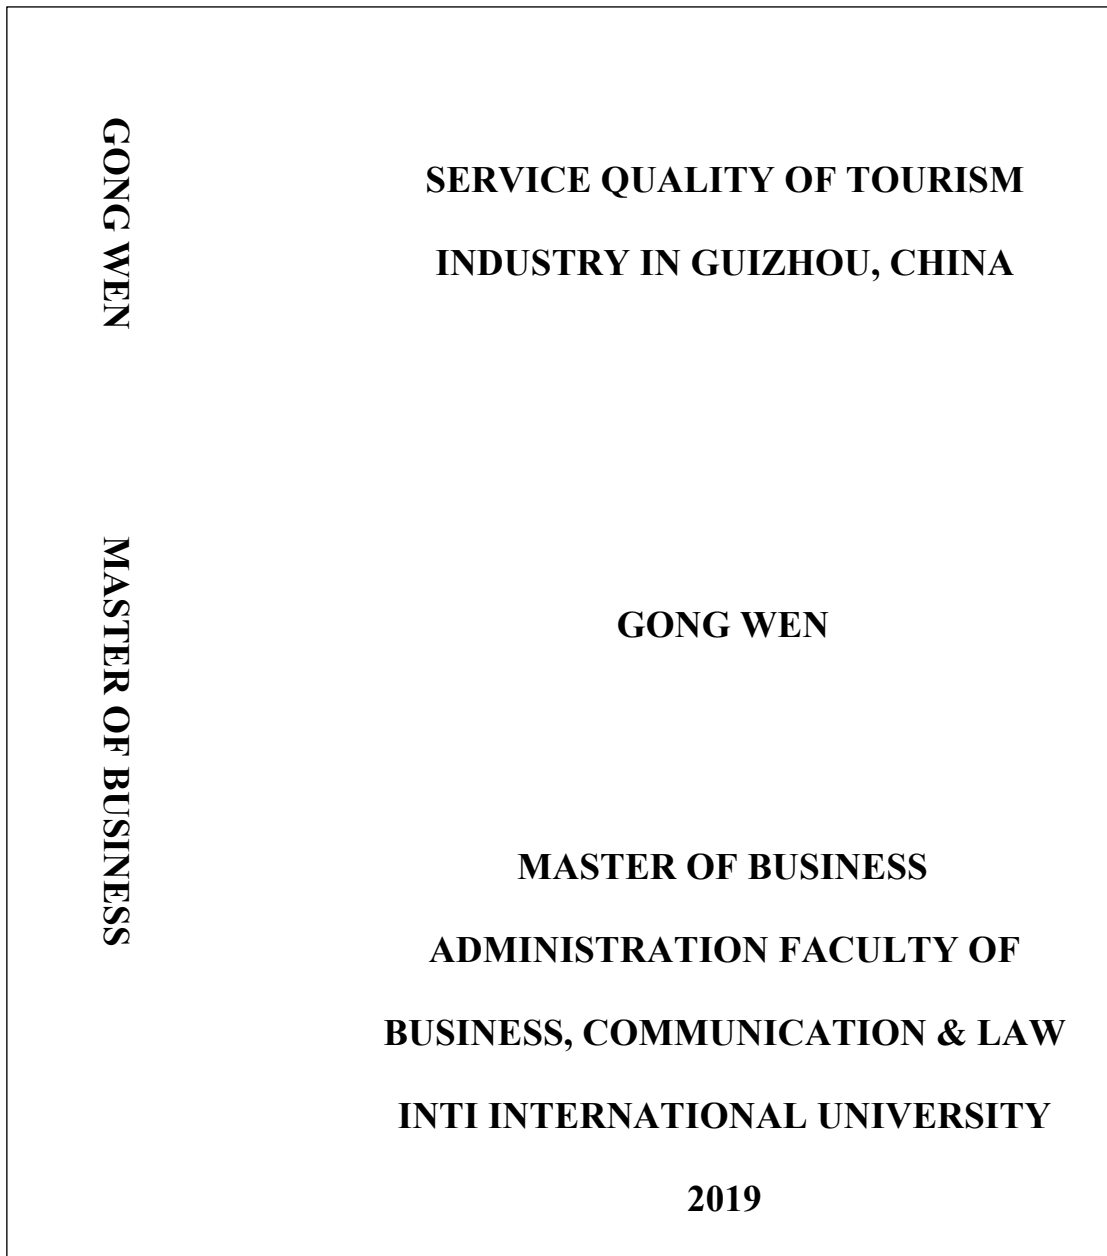 GONG WEN
MASTER OF BUSINESS
SERVICE QUALITY OF TOURISM
INDUSTRY IN GUIZHOU, CHINA
GONG WEN
MASTER OF BUSINESS
ADMINISTRATION FACULTY OF
BUSINESS, COMMUNICATION & LAW
INTI INTERNATIONAL UNIVERSITY
2019